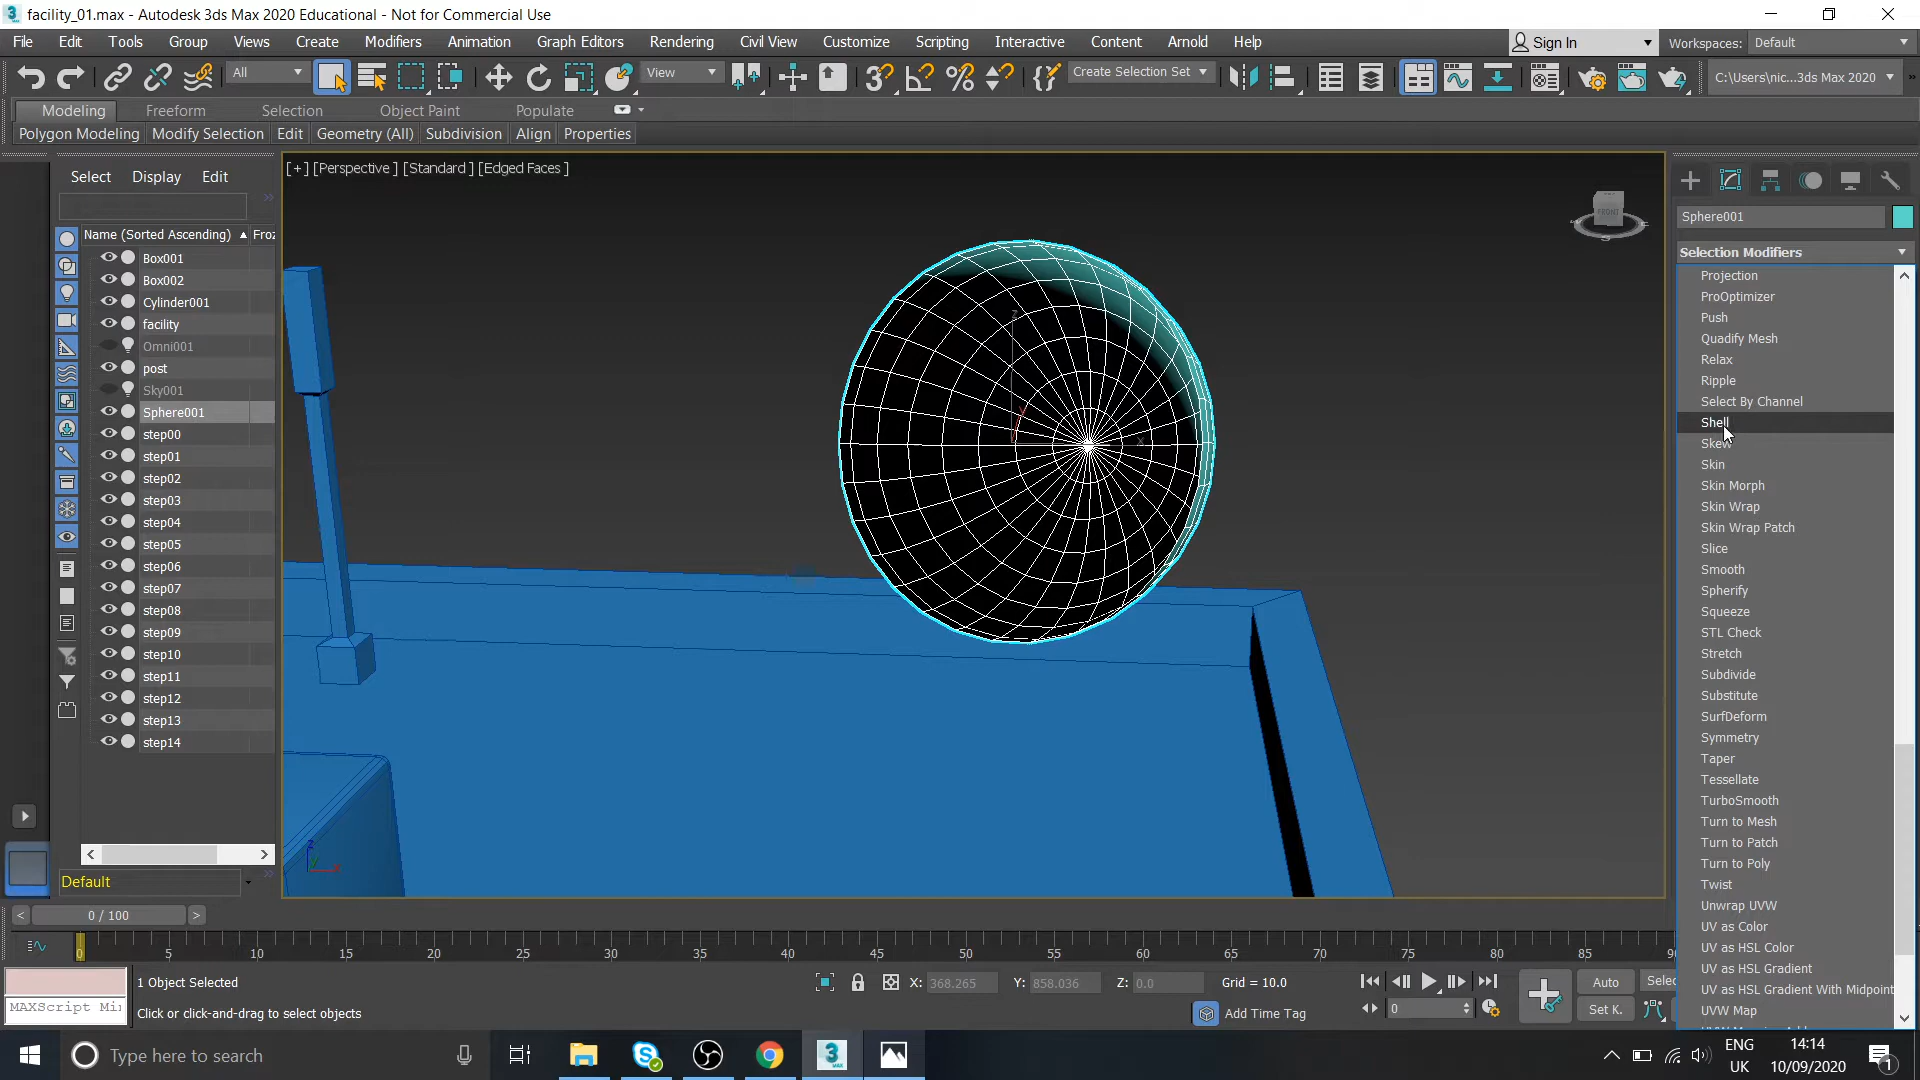 facility_01.max - Autodesk 3ds Max 2020 Educational - Not for Commercial Use
File Edit Tools Group Views Create Modifiers Animation Graph Editors Rendering Civil View Customize Scripting Interactive Content Arnold Help
Sign In
Workspaces: Default
All
View
Create Selection Set
C:\Users\nic...3ds Max 2020
Modeling Freeform Selection Object Paint Populate
Polygon Modeling Modify Selection Edit Geometry (All) Subdivision Align Properties
Select Display Edit
[+] [Perspective ] [Standard ] [Edged Faces ]
FRONT
Sphere001
Selection Modifiers
Name (Sorted Ascending) Froz
Box001
Box002
Cylinder001
facility
Omni001
post
Sky001
Sphere001
step00
step01
step02
step03
step04
step05
step06
step07
step08
step09
step10
step11
step12
step13
step14
Default
z
y
x
z
y
Projection
ProOptimizer
Push
Quadify Mesh
Relax
Ripple
Select By Channel
Shell
Skew
Skin
Skin Morph
Skin Wrap
Skin Wrap Patch
Slice
Smooth
Spherify
Squeeze
STL Check
Stretch
Subdivide
Substitute
SurfDeform
Symmetry
Taper
Tessellate
TurboSmooth
Turn to Mesh
Turn to Patch
Turn to Poly
Twist
Unwrap UVW
UV as Color
UV as HSL Color
UV as HSL Gradient
UV as HSL Gradient With Midpoint
UVW Map
< 0 / 100 >
0 5 10 15 20 25 30 35 40 45 50 55 60 65 70 75 80 85 9
1 Object Selected
X: 368.265 Y: 858.036 Z: 0.0 Grid = 10.0
Auto Selec
MAXScript Mi
Click or click-and-drag to select objects
Add Time Tag
0
Set K.
Type here to search
3 MAX
ENG
UK
14:14
10/09/2020
1